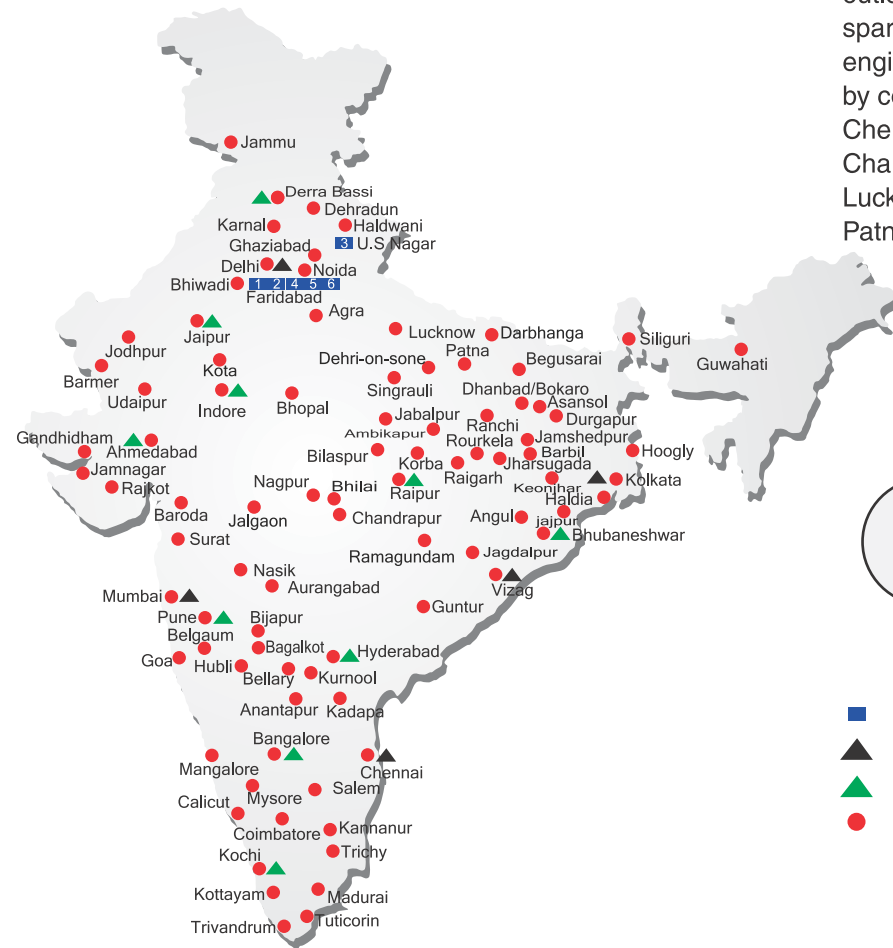 outle
span
engi
by co
Che
Cha
Luck
Patn
Jammu
Derra Bassi
Dehradun
Karnal
Haldwani
3 U.S Nagar
Ghaziabad
Delhi
Noida
Bhiwadi
1 2 4 5 6
Faridabad
Agra
Jaipur
Lucknow
Darbhanga
Siliguri
Jodhpur
Guwahati
Kota
Dehri-on-sone
Patna
Begusarai
Barmer
Singrauli
Udaipur
Indore
Bhopal
Dhanbad/Bokaro
Asansol
Jabalpur
Ranchi
Durgapur
Ambikapur
Gandhidham
Ahmedabad
Rourkela
Jamshedpur
Bilaspur
Korba
Barbil
Hoogly
Jharsugada
Jamnagar
Raigarh
Rajkot
Nagpur
Bhilai
Raipur
Keonjhar
Kolkata
Haldia
Baroda
Jalgaon
Chandrapur
Angul
jajpur
Bhubaneshwar
Surat
Ramagundam
Jagdalpur
Nasik
Aurangabad
Vizag
Mumbai
Guntur
Pune
Bijapur
Belgaum
Bagalkot
Hyderabad
Goa
Hubli
Bellary
Kurnool
Anantapur
Kadapa
Bangalore
Chennai
Mangalore
Mysore
Salem
Calicut
Coimbatore
Kannanur
Kochi
Trichy
Kottayam
Madurai
Tuticorin
Trivandrum